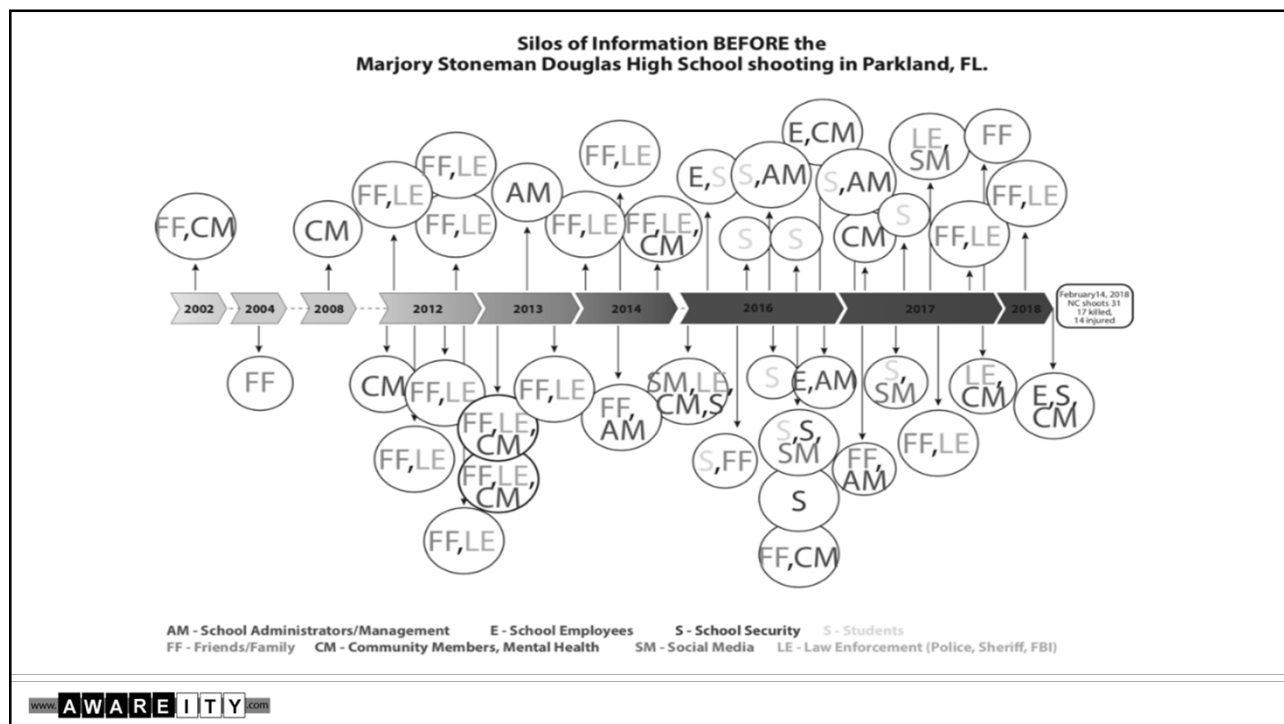 Silos of Information BEFORE the
Marjory Stoneman Douglas High School shooting in Parkland, FL.
E,CM
FF,LE
FF,LE
LE,
SM
FF
FF,LE
AM
E,S
S,AM
S,AM
FF,LE
FF,CM
CM
FF,LE
FF,LE
FF,LE,
CM
S
S
CM
S
FF,LE
2002
2004
2008
2012
2013
2014
2016
2017
2018
February14, 2018
NC shoots 31
17 killed,
14 injured
FF
CM
FF,LE
FF,LE
SM,LE,
CM,S
S
E,AM
S,
SM
LE,
CM
E,S,
CM
FF,LE,
CM
FF,
AM
FF,LE
FF,LE,
CM
S,FF
S,S,
SM
FF,
AM
FF,LE
S
FF,LE
FF,CM
AM - School Administrators/Management E - School Employees S - School Security S - Students
FF - Friends/Family CM - Community Members, Mental Health SM - Social Media LE - Law Enforcement (Police, Sheriff, FBI)
www.AWAREITY.com